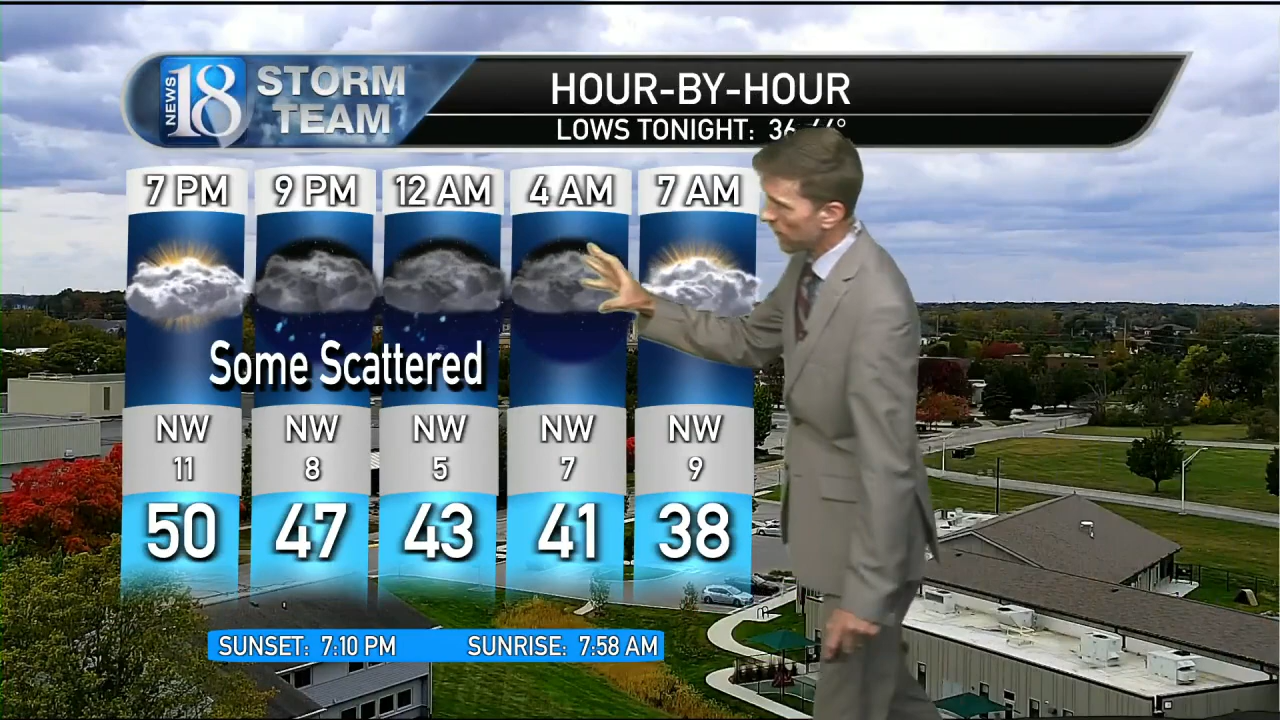 NEWS 18 STORM TEAM
HOUR-BY-HOUR
LOWS TONIGHT: 36-44°
7 PM 9 PM 12 AM 4 AM 7 AM
Some Scattered
NW NW NW NW NW
11 8 5 7 9
50 47 43 41 38
SUNSET: 7:10 PM SUNRISE: 7:58 AM